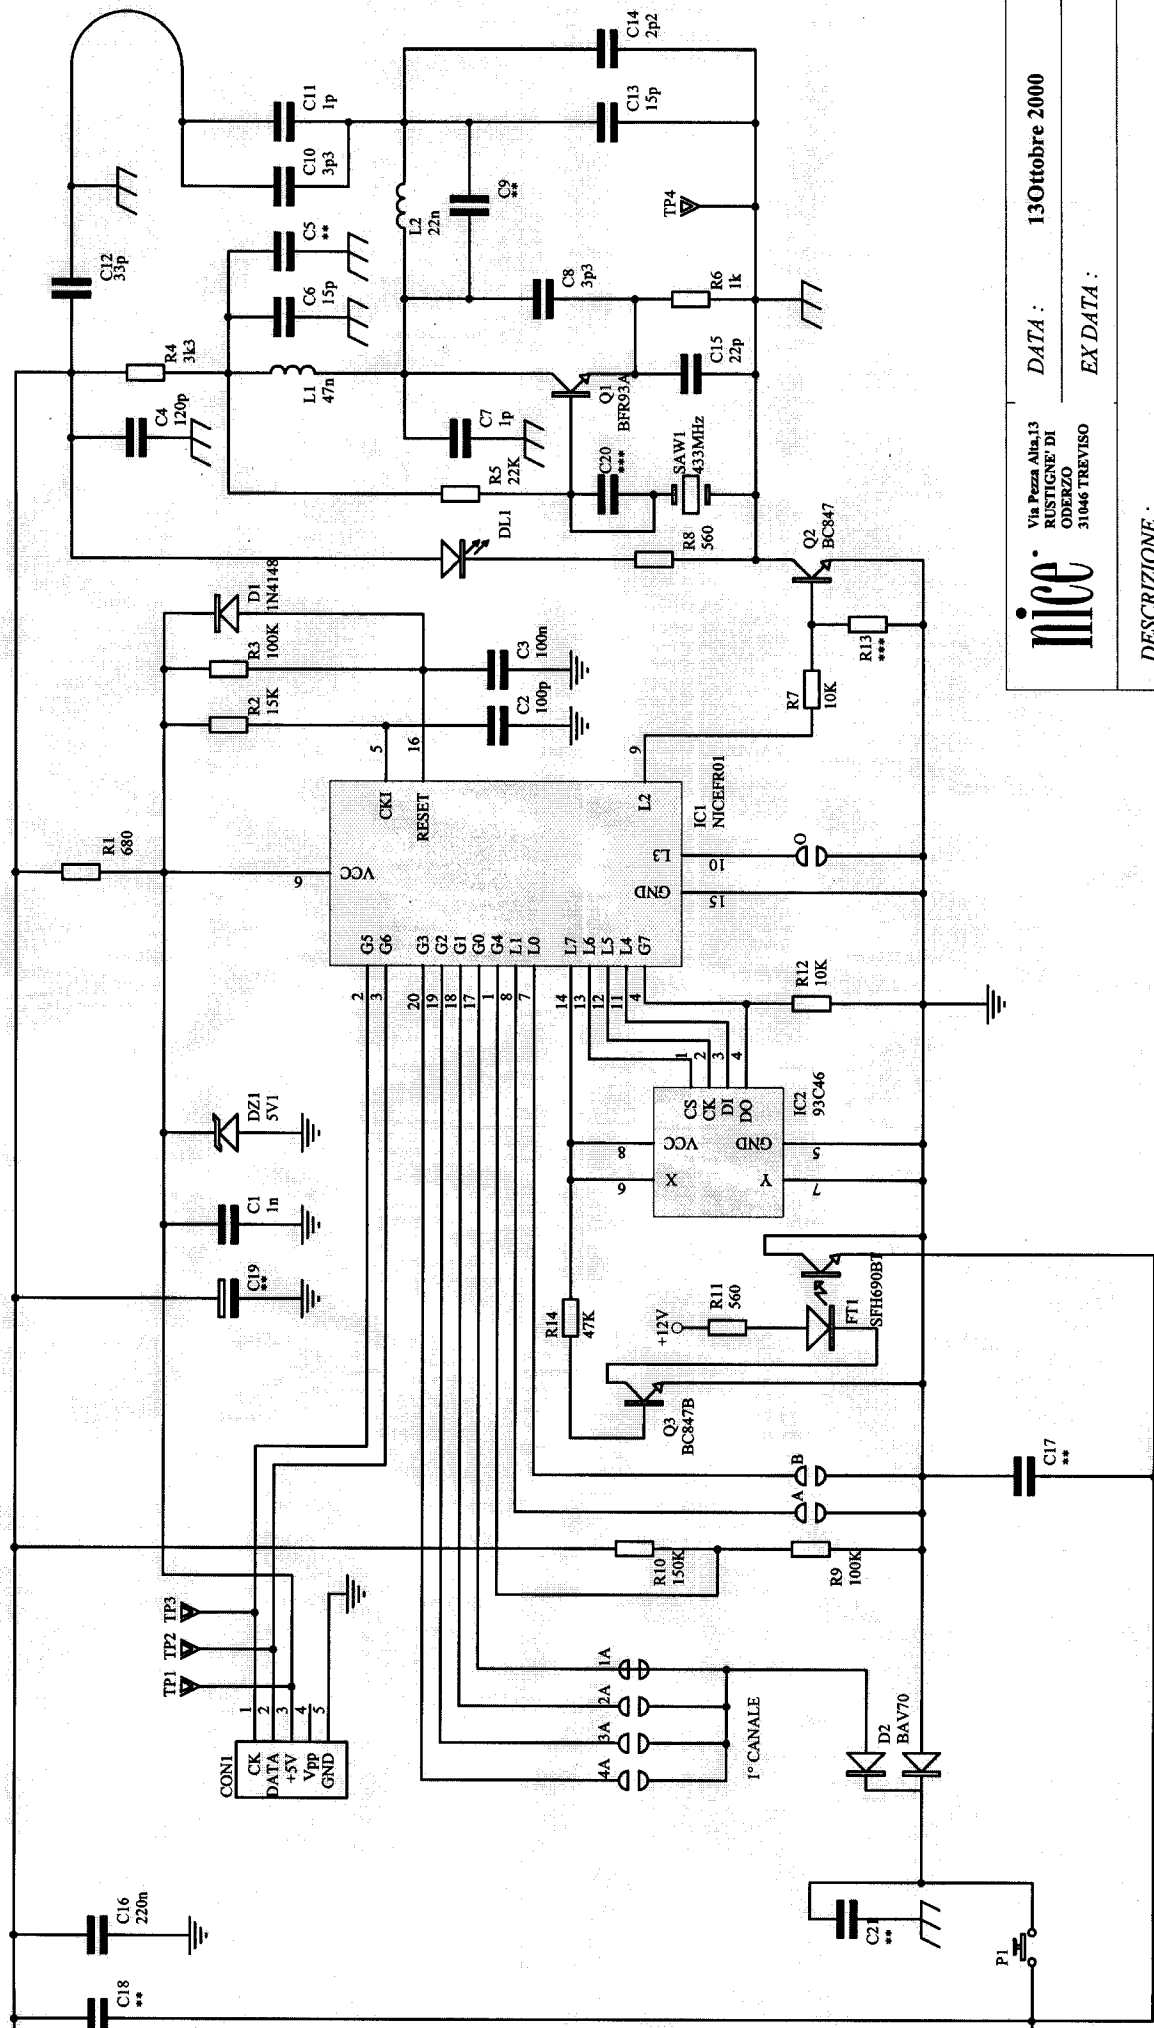 C14
2p2
C11
1p
C13
15p
C10
3p3
C9
**
L2
22n
TP4
C12
33p
C5
**
C6
15p
C8
3p3
R6
1k
R4
3k3
L1
47n
C15
22p
Q1
BFR93A
C4
120p
C7
1p
R5
22K
C20
***
SAW1
433MHz
DL1
R8
560
Q2
BC847
D1
1N4148
R3
100K
R2
15K
C3
100n
C2
100p
R13
***
R7
10K
5
16
9
CKI
RESET
L2
IC1
NICEFR01
R1
680
6
VCC
L3
10
O
GND
15
G5
G6
G3
G2
G1
G0
G4
L1
L0
L7
L6
L5
L4
G7
2
3
20
19
18
17
1
8
7
14
13
12
11
4
R12
10K
1
2
3
4
CS
CK
DI
DO
IC2
93C46
VCC
8
X
6
GND
5
Y
7
DZ1
5V1
C1
1n
C19
**
R14
47K
+12V
R11
560
FT1
SFH690BT
Q3
BC847B
B
A
C17
**
R10
150K
R9
100K
TP3
TP2
TP1
1
2
3
4
5
CON1
CK
DATA
+5V
Vpp
GND
1A
2A
3A
4A
1° CANALE
D2
BAV70
C16
220n
C18
**
C21
**
P1
nice
Via Pezza Alta,13
RUSTIGNE' DI
ODERZO
31046 TREVISO
DATA : 13Ottobre 2000
EX DATA :
DESCRIZIONE :